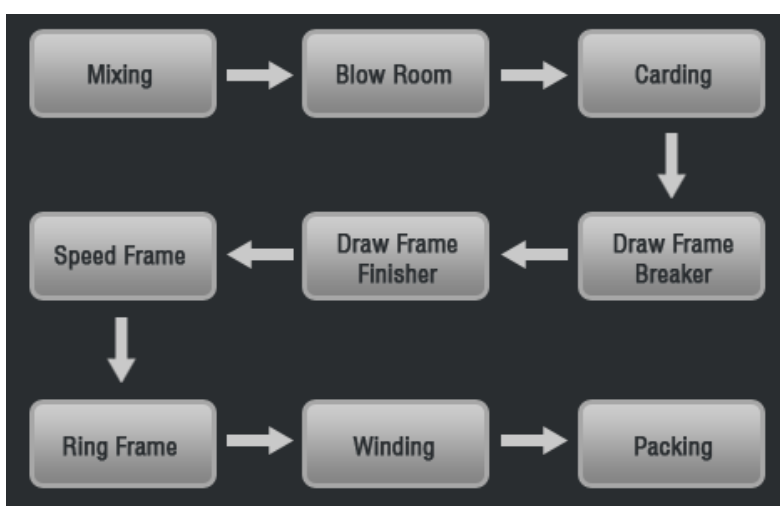 Mixing
Blow Room
Carding
Draw Frame
Breaker
Draw Frame
Finisher
Speed Frame
Ring Frame
Winding
Packing